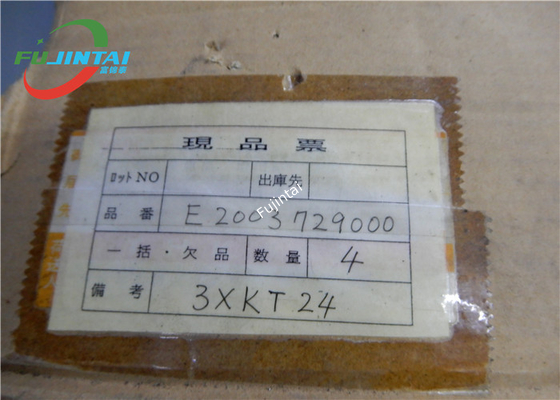 FUJINTAI
現品票
ロットNO 出庫先
Fujintai
品番 E2003729000
一括・欠品 数量 4
備考 3XKT24